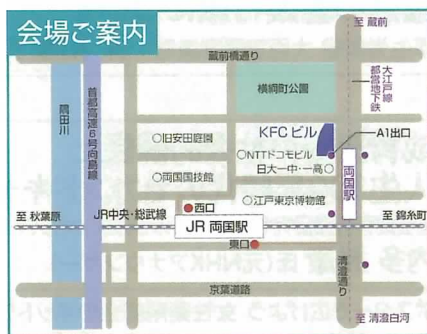 会場ご案内
至 蔵前
蔵前橋通り
大江戸線
都営地下鉄
横綱町公園
隅田川
首都高速6号向島線
KFC ビル
A1出口
○旧安田庭園
○NTTドコモビル
日大一中・一高○
○両国国技館
両国駅
○江戸東京博物館
西口
至 秋葉原
JR中央・総武線
JR 両国駅
至 錦糸町
東口
清澄通り
京葉道路
至 清澄白河